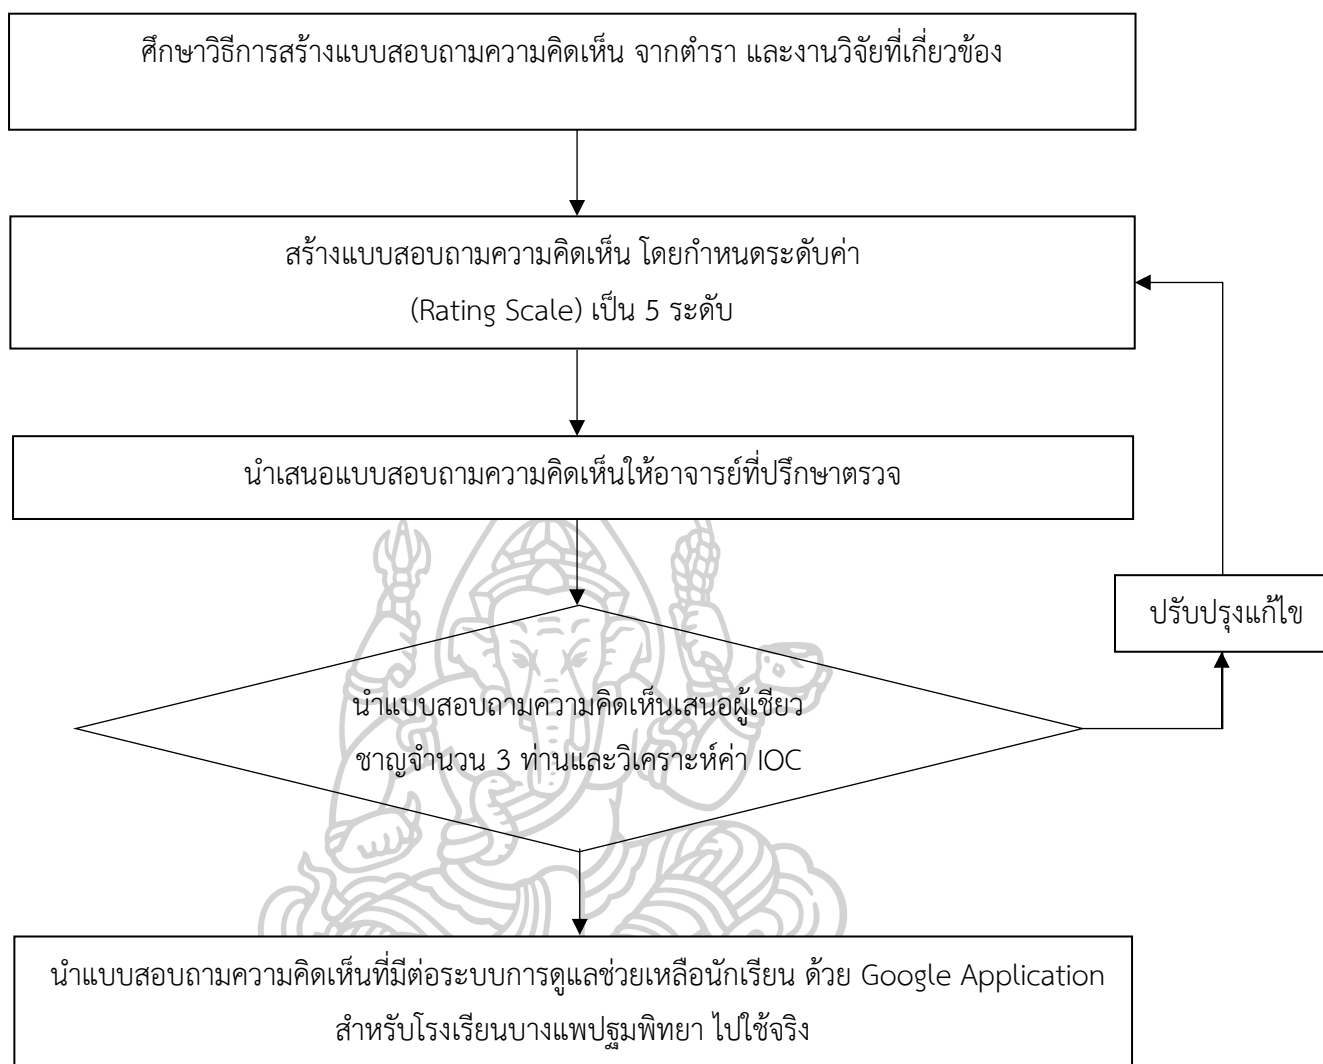 ศึกษาวิธีการสร้างแบบสอบถามความคิดเห็น จากตำรา และงานวิจัยที่เกี่ยวข้อง
สร้างแบบสอบถามความคิดเห็น โดยกำหนดระดับค่า
(Rating Scale) เป็น 5 ระดับ
นำเสนอแบบสอบถามความคิดเห็นให้อาจารย์ที่ปรึกษาตรวจ
ปรับปรุงแก้ไข
นำแบบสอบถามความคิดเห็นเสนอผู้เชียว
ชาญจำนวน 3 ท่านและวิเคราะห์ค่า IOC
นำแบบสอบถามความคิดเห็นที่มีต่อระบบการดูแลช่วยเหลือนักเรียน ด้วย Google Application
สำหรับโรงเรียนบางแพปฐมพิทยา ไปใช้จริง